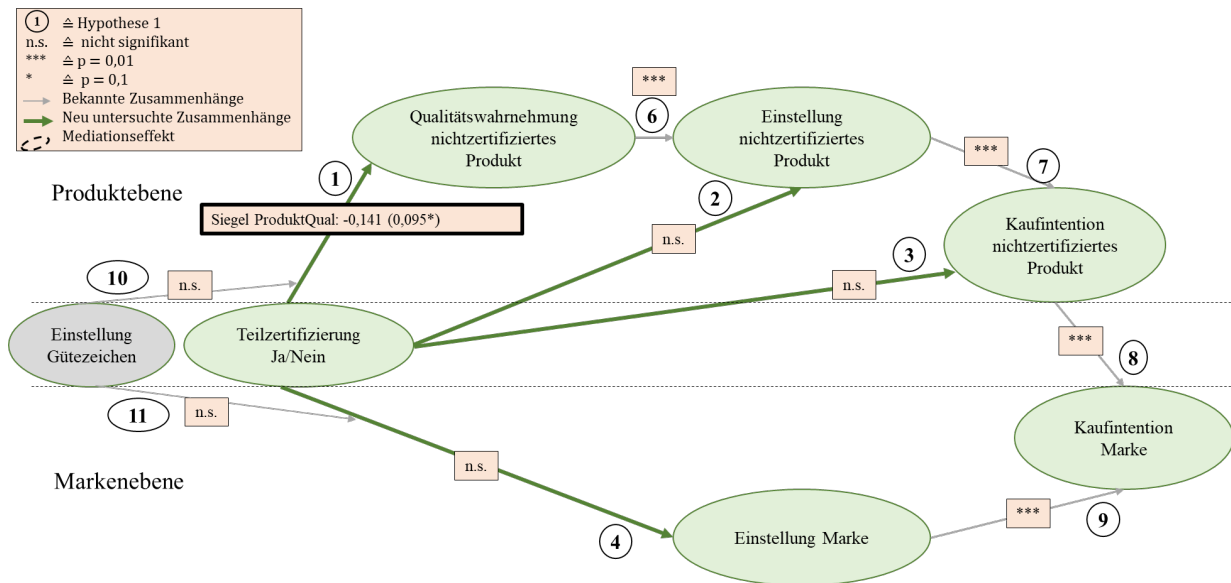 1 ≙ Hypothese 1
n.s. ≙ nicht signifikant
*** ≙ p = 0,01
* ≙ p = 0,1
Bekannte Zusammenhänge
Neu untersuchte Zusammenhänge
Mediationseffekt
Produktebene
Qualitätswahrnehmung
nichtzertifiziertes
Produkt
***
6
Einstellung
nichtzertifiziertes
Produkt
***
7
1
Siegel ProduktQual: -0,141 (0,095*)
2
n.s.
Kaufintention
nichtzertifiziertes
Produkt
3
n.s.
10
n.s.
Einstellung
Gütezeichen
Teilzertifizierung
Ja/Nein
***
8
11
n.s.
Kaufintention
Marke
n.s.
Markenebene
4
Einstellung Marke
***
9